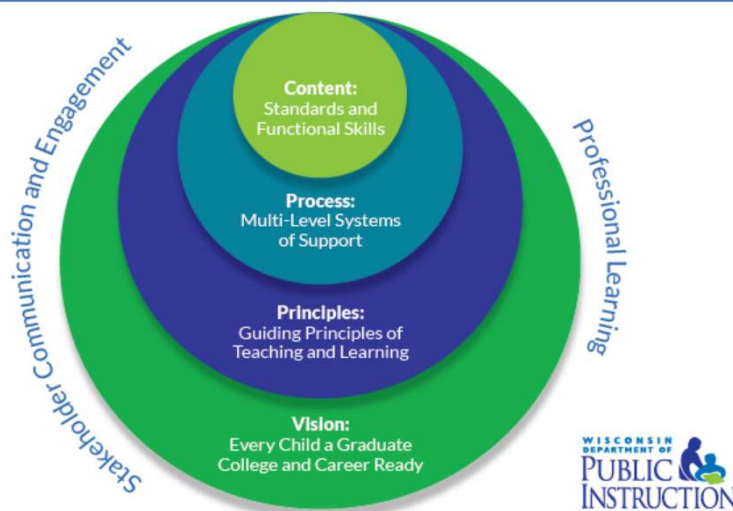 Stakeholder Communication and Engagement
Content:
Standards and
Functional Skills
Process:
Multi-Level Systems
of Support
Principles:
Guiding Principles of
Teaching and Learning
Vision:
Every Child a Graduate
College and Career Ready
Professional Learning
WISCONSIN
DEPARTMENT OF
PUBLIC
INSTRUCTION